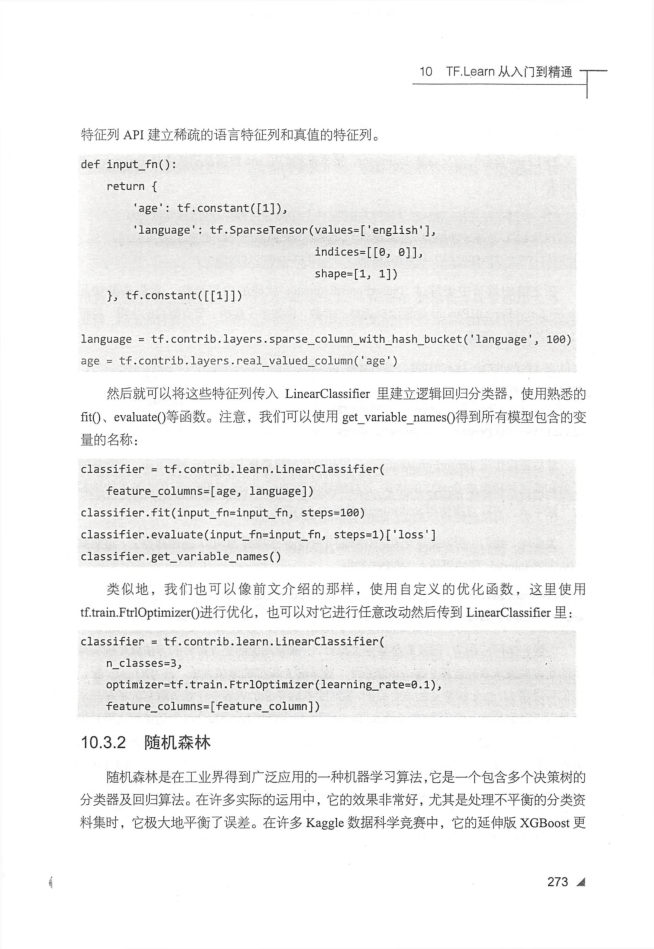 10 TF.Learn 从入门到精通
特征列 API 建立稀疏的语言特征列和真值的特征列。
def input_fn():
    return {
        'age': tf.constant([1]),
        'language': tf.SparseTensor(values=['english'],
                                    indices=[[0, 0]],
                                    shape=[1, 1])
    }, tf.constant([[1]])
language = tf.contrib.layers.sparse_column_with_hash_bucket('language', 100)
age = tf.contrib.layers.real_valued_column('age')
然后就可以将这些特征列传入 LinearClassifier 里建立逻辑回归分类器，使用熟悉的
fit()、evaluate()等函数。注意，我们可以使用 get_variable_names()得到所有模型包含的变
量的名称：
classifier = tf.contrib.learn.LinearClassifier(
    feature_columns=[age, language])
classifier.fit(input_fn=input_fn, steps=100)
classifier.evaluate(input_fn=input_fn, steps=1)['loss']
classifier.get_variable_names()
类似地，我们也可以像前文介绍的那样，使用自定义的优化函数，这里使用
tf.train.FtrlOptimizer()进行优化，也可以对它进行任意改动然后传到 LinearClassifier 里：
classifier = tf.contrib.learn.LinearClassifier(
    n_classes=3,
    optimizer=tf.train.FtrlOptimizer(learning_rate=0.1),
    feature_columns=[feature_column])
10.3.2 随机森林
随机森林是在工业界得到广泛应用的一种机器学习算法，它是一个包含多个决策树的
分类器及回归算法。在许多实际的运用中，它的效果非常好，尤其是处理不平衡的分类资
料集时，它极大地平衡了误差。在许多 Kaggle 数据科学竞赛中，它的延伸版 XGBoost 更
273